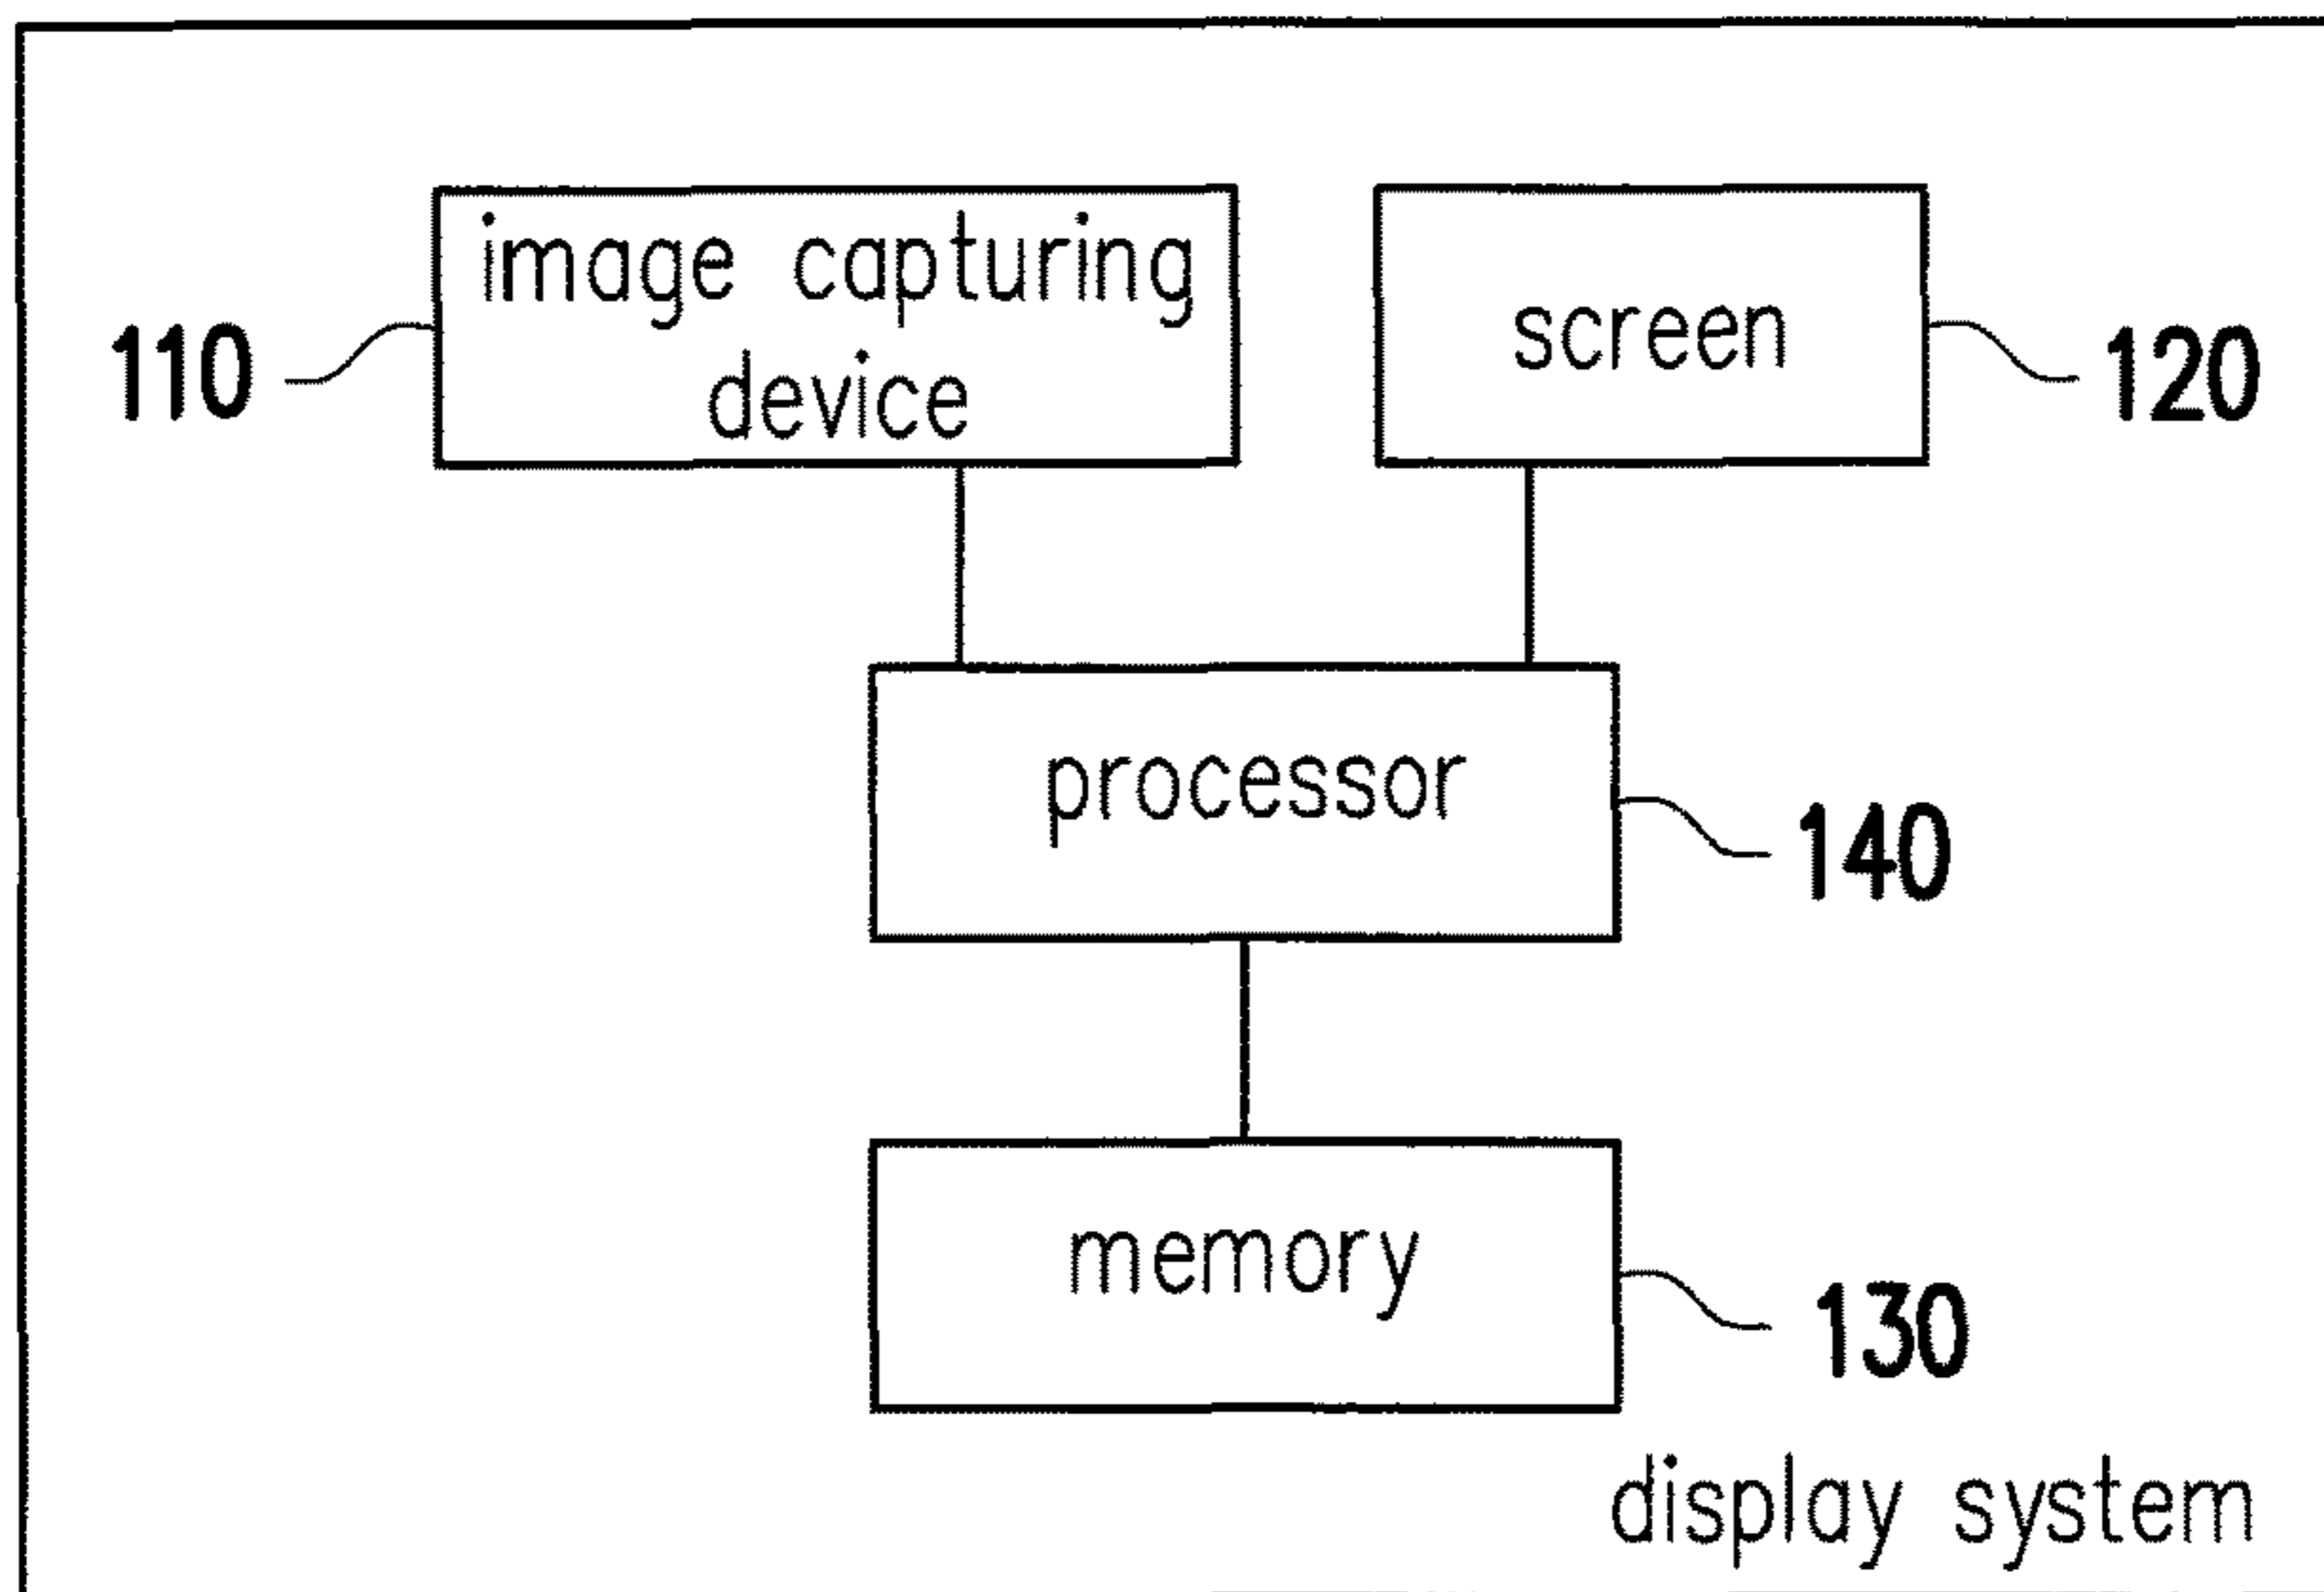 image capturing
device
110
screen
120
processor
140
memory
130
display system